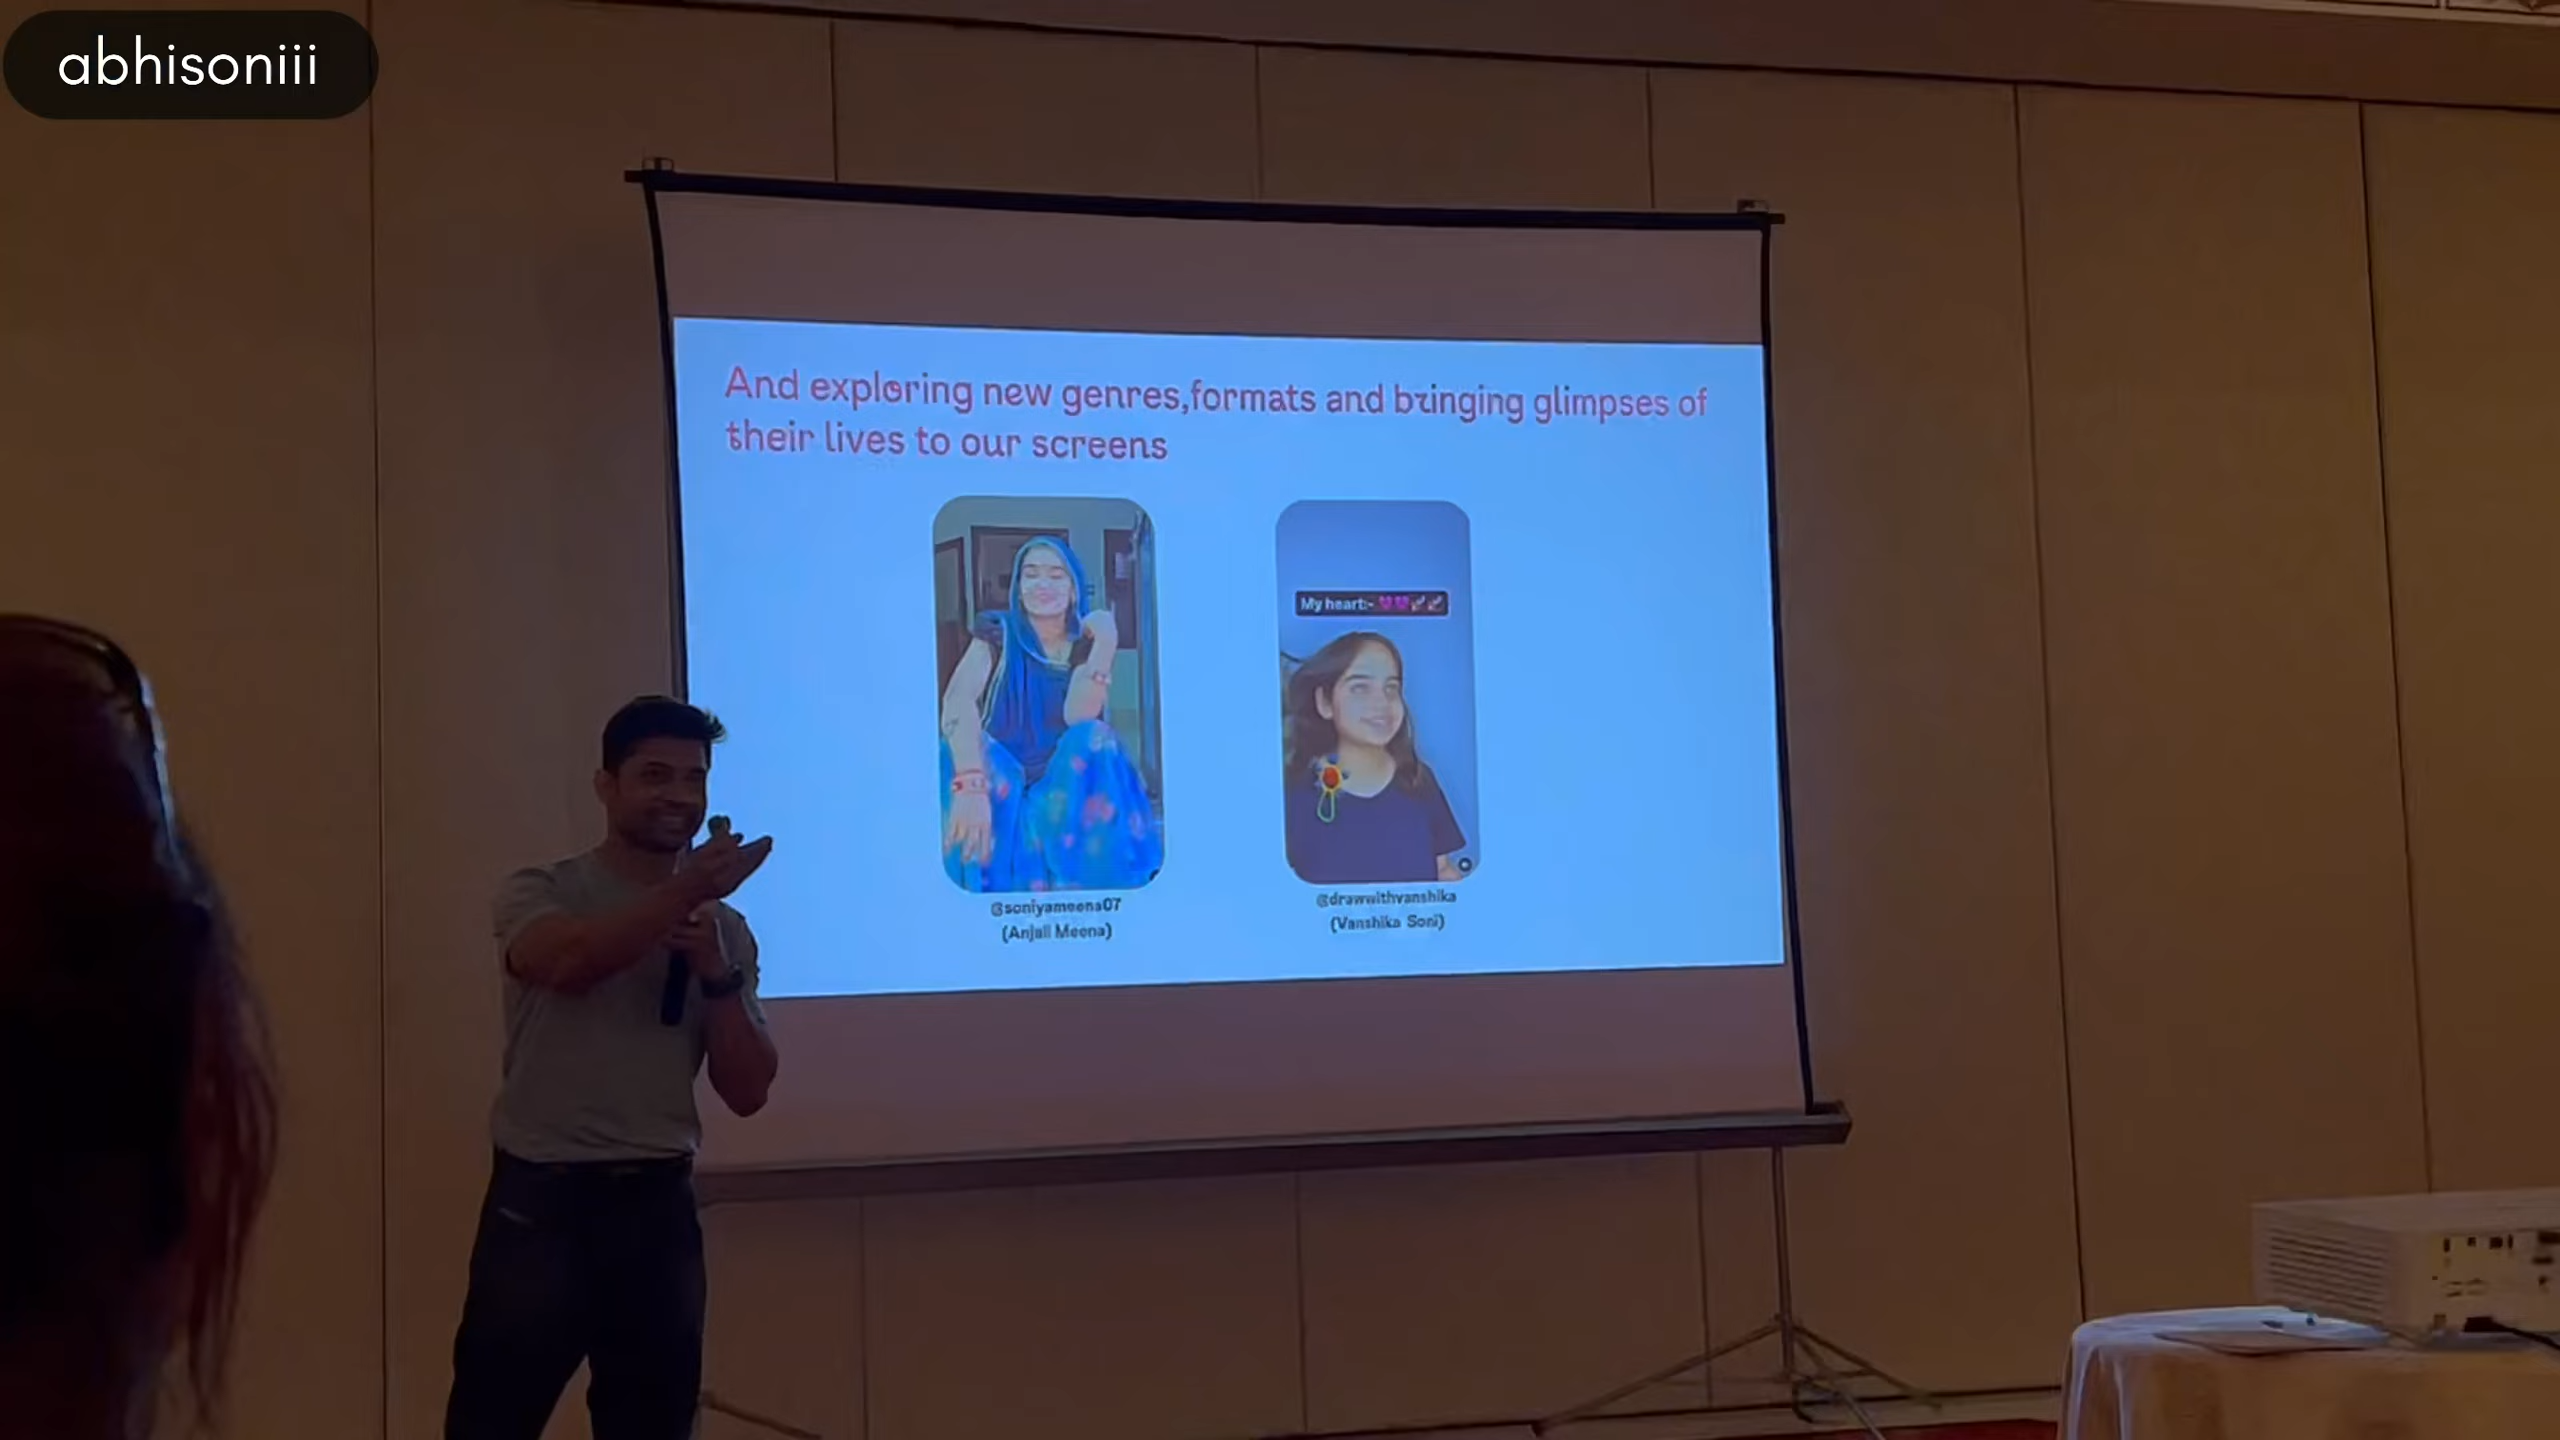 abhisoniii
And exploring new genres,formats and bringing glimpses of
their lives to our screens
My heart:- 💜💜
@soniyameena07
(Anjali Meena)
@drawwithvanshika
(Vanshika Soni)